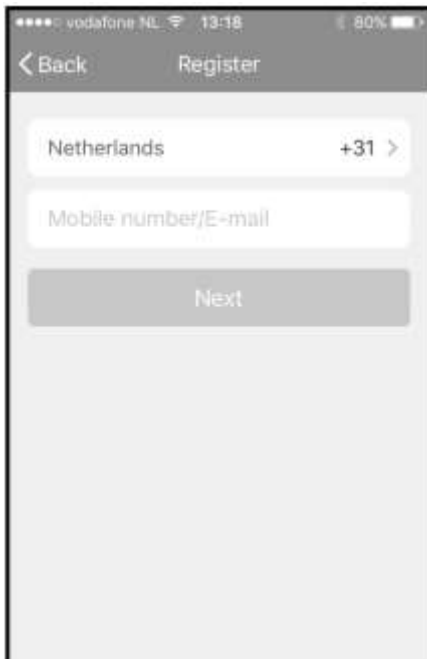 vodafone NL 13:18 80%
Back Register
Netherlands +31
Mobile number/E-mail
Next